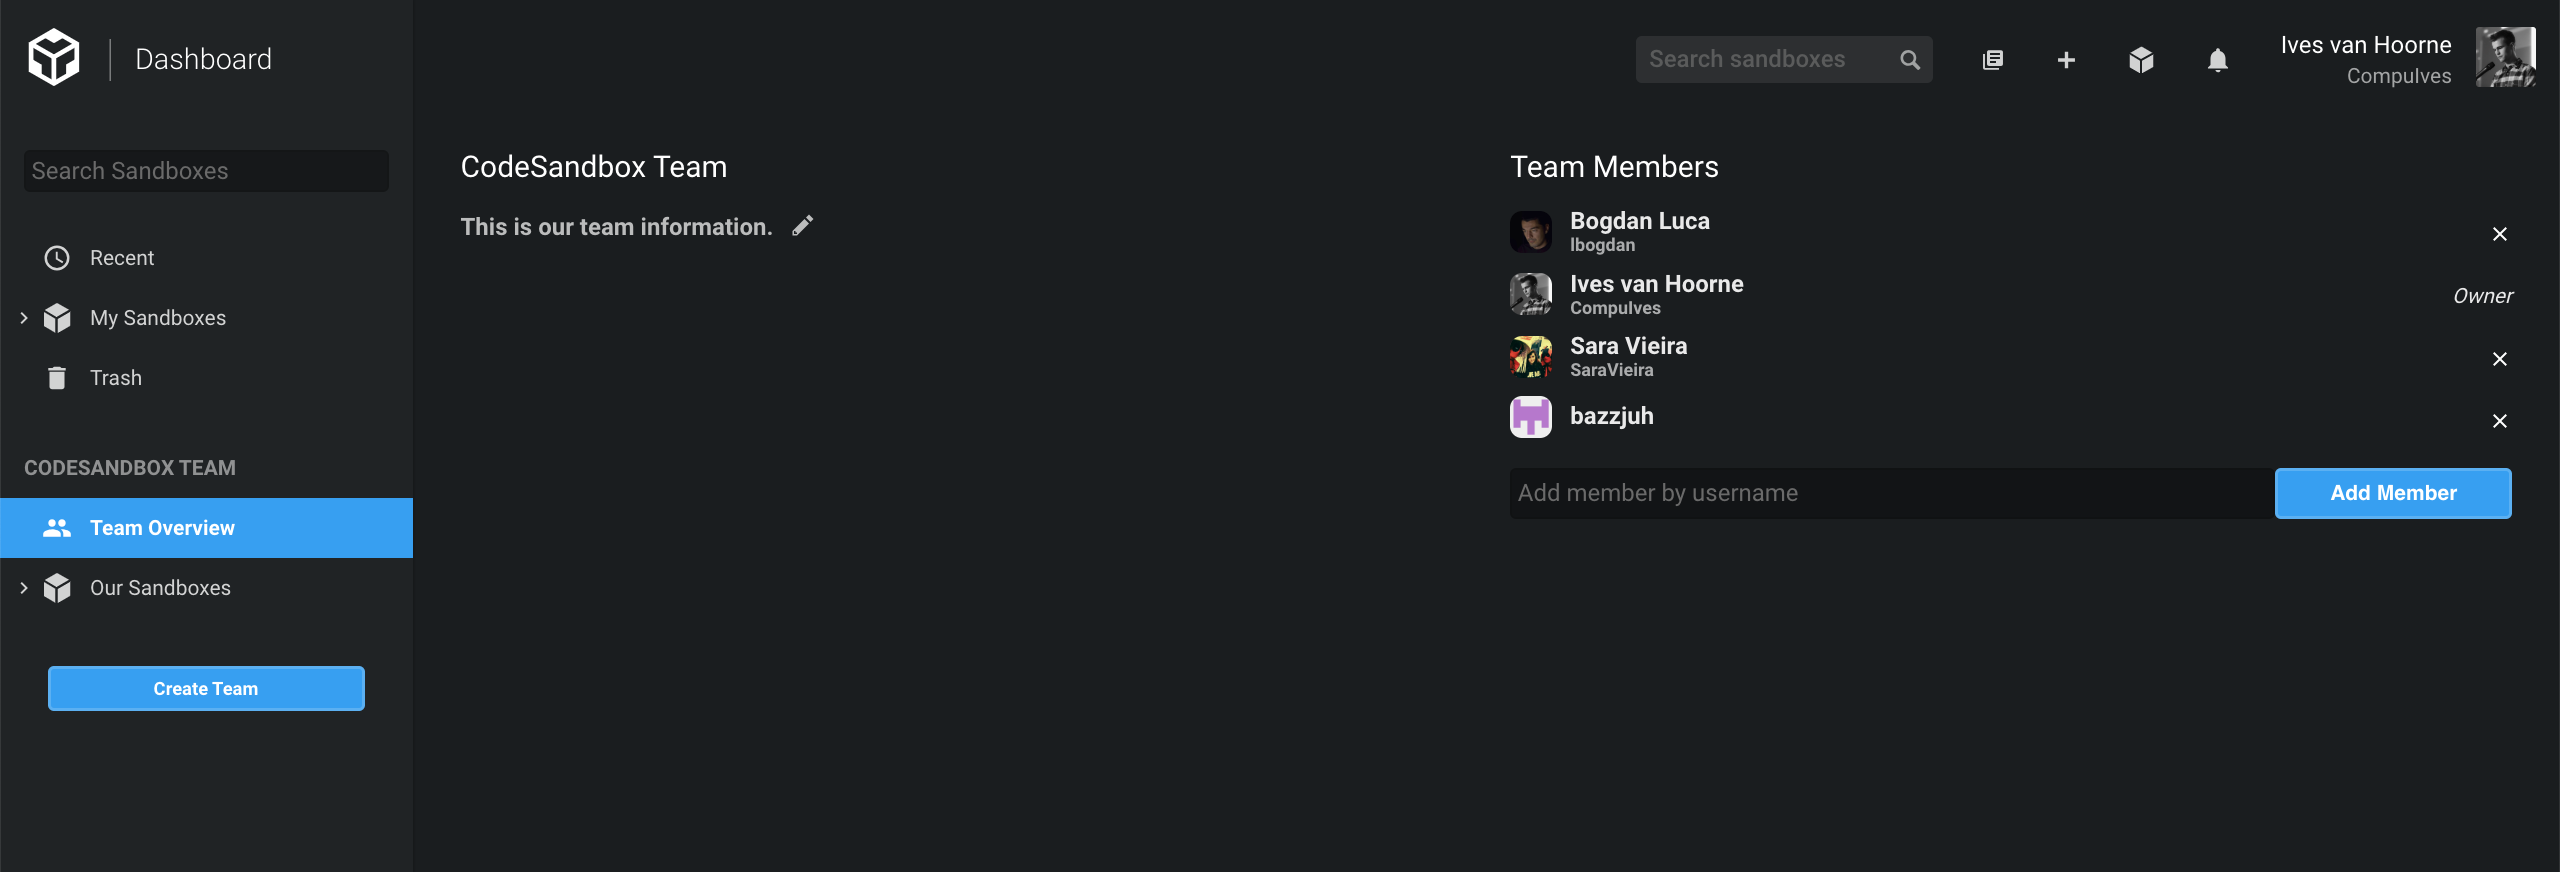 Dashboard
Search sandboxes
Ives van Hoorne
CompuIves
Search Sandboxes
Recent
My Sandboxes
Trash
CODESANDBOX TEAM
Team Overview
Our Sandboxes
Create Team
CodeSandbox Team
This is our team information.
Team Members
Bogdan Luca
lbogdan
Ives van Hoorne
CompuIves
Owner
Sara Vieira
SaraVieira
bazzjuh
Add member by username
Add Member